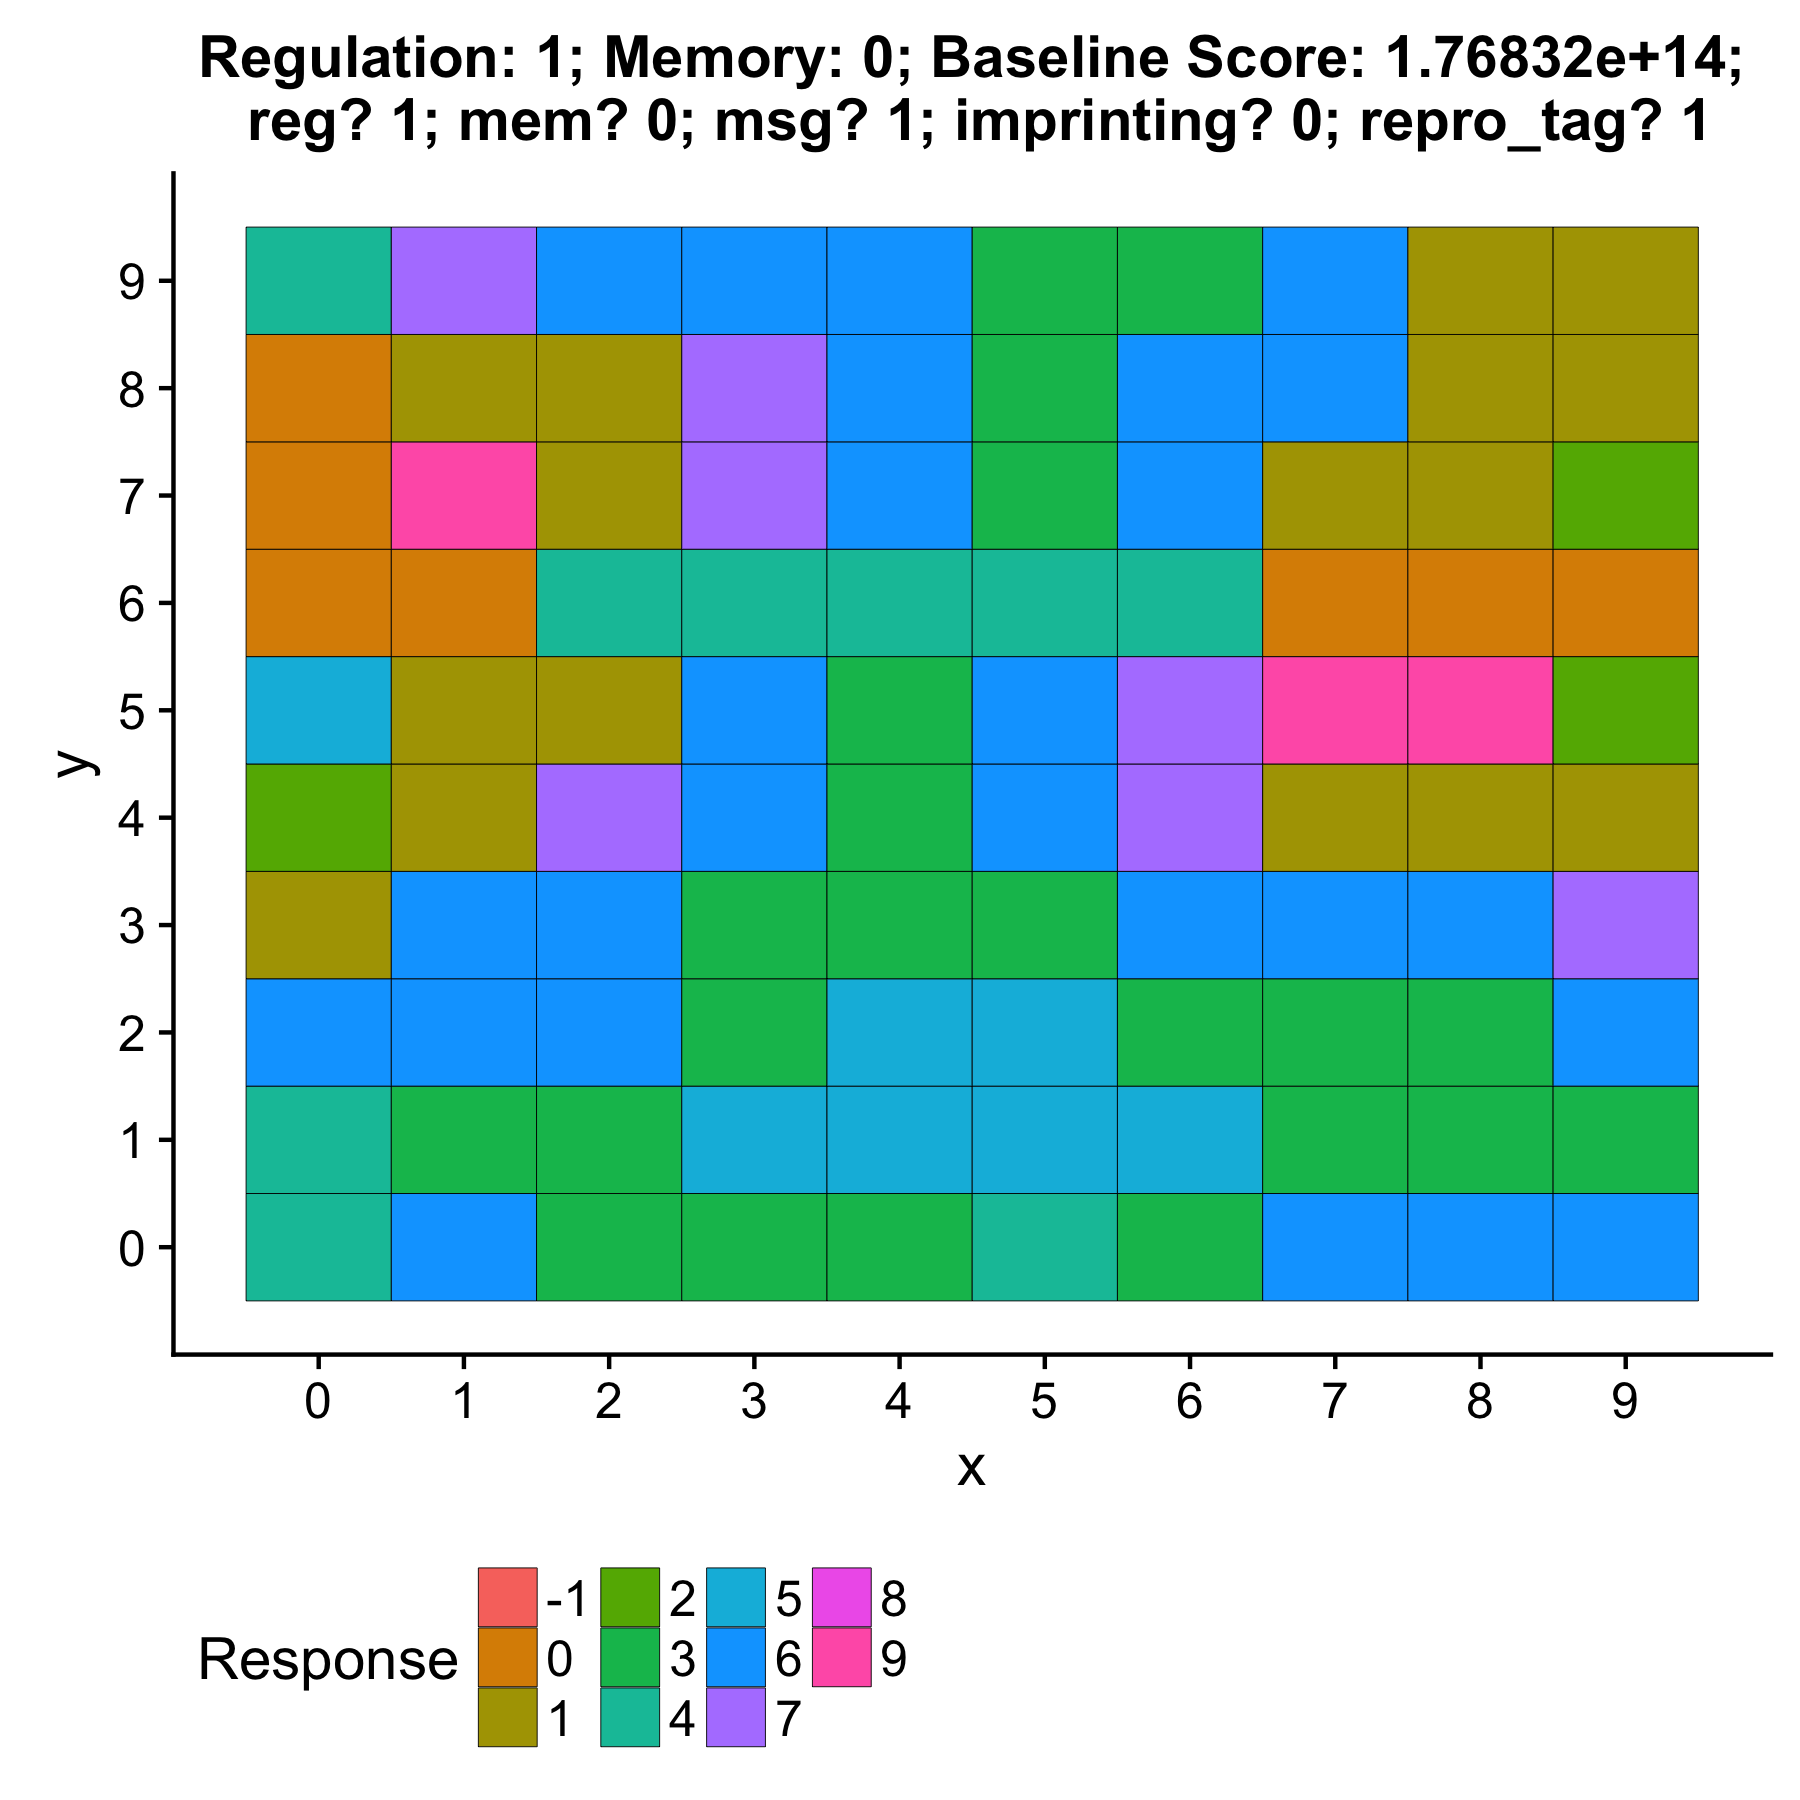 Regulation: 1; Memory: 0; Baseline Score: 1.76832e+14;
reg? 1; mem? 0; msg? 1; imprinting? 0; repro_tag? 1
y
9
8
7
6
5
4
3
2
1
0
0 1 2 3 4 5 6 7 8 9
x
Response
-1 2 5 8
0 3 6 9
1 4 7